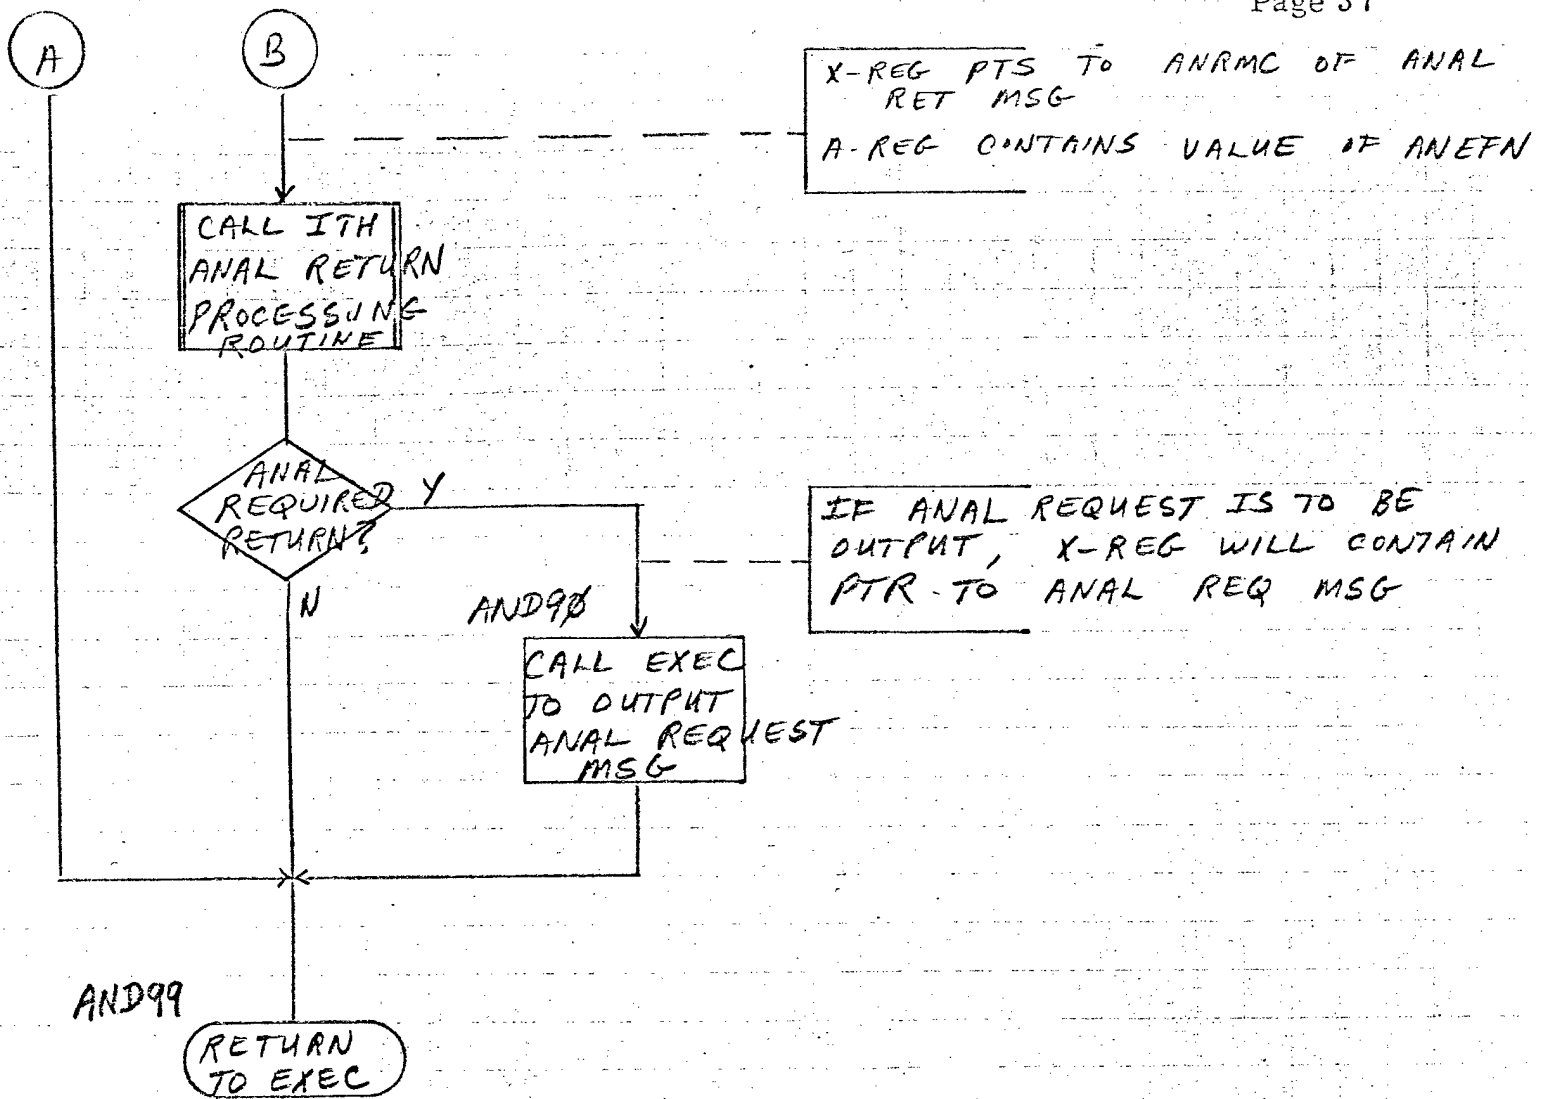 Page 37
A
B
X-REG PTS TO ANRMC OF ANAL
RET MSG
A-REG CONTAINS VALUE OF ANEFN
CALL ITH
ANAL RETURN
PROCESSING
ROUTINE
ANAL
REQUIRED
RETURN?
Y
N
IF ANAL REQUEST IS TO BE
OUTPUT, X-REG WILL CONTAIN
PTR TO ANAL REQ MSG
AND9Ø
CALL EXEC
TO OUTPUT
ANAL REQUEST
MSG
AND99
RETURN
TO EXEC